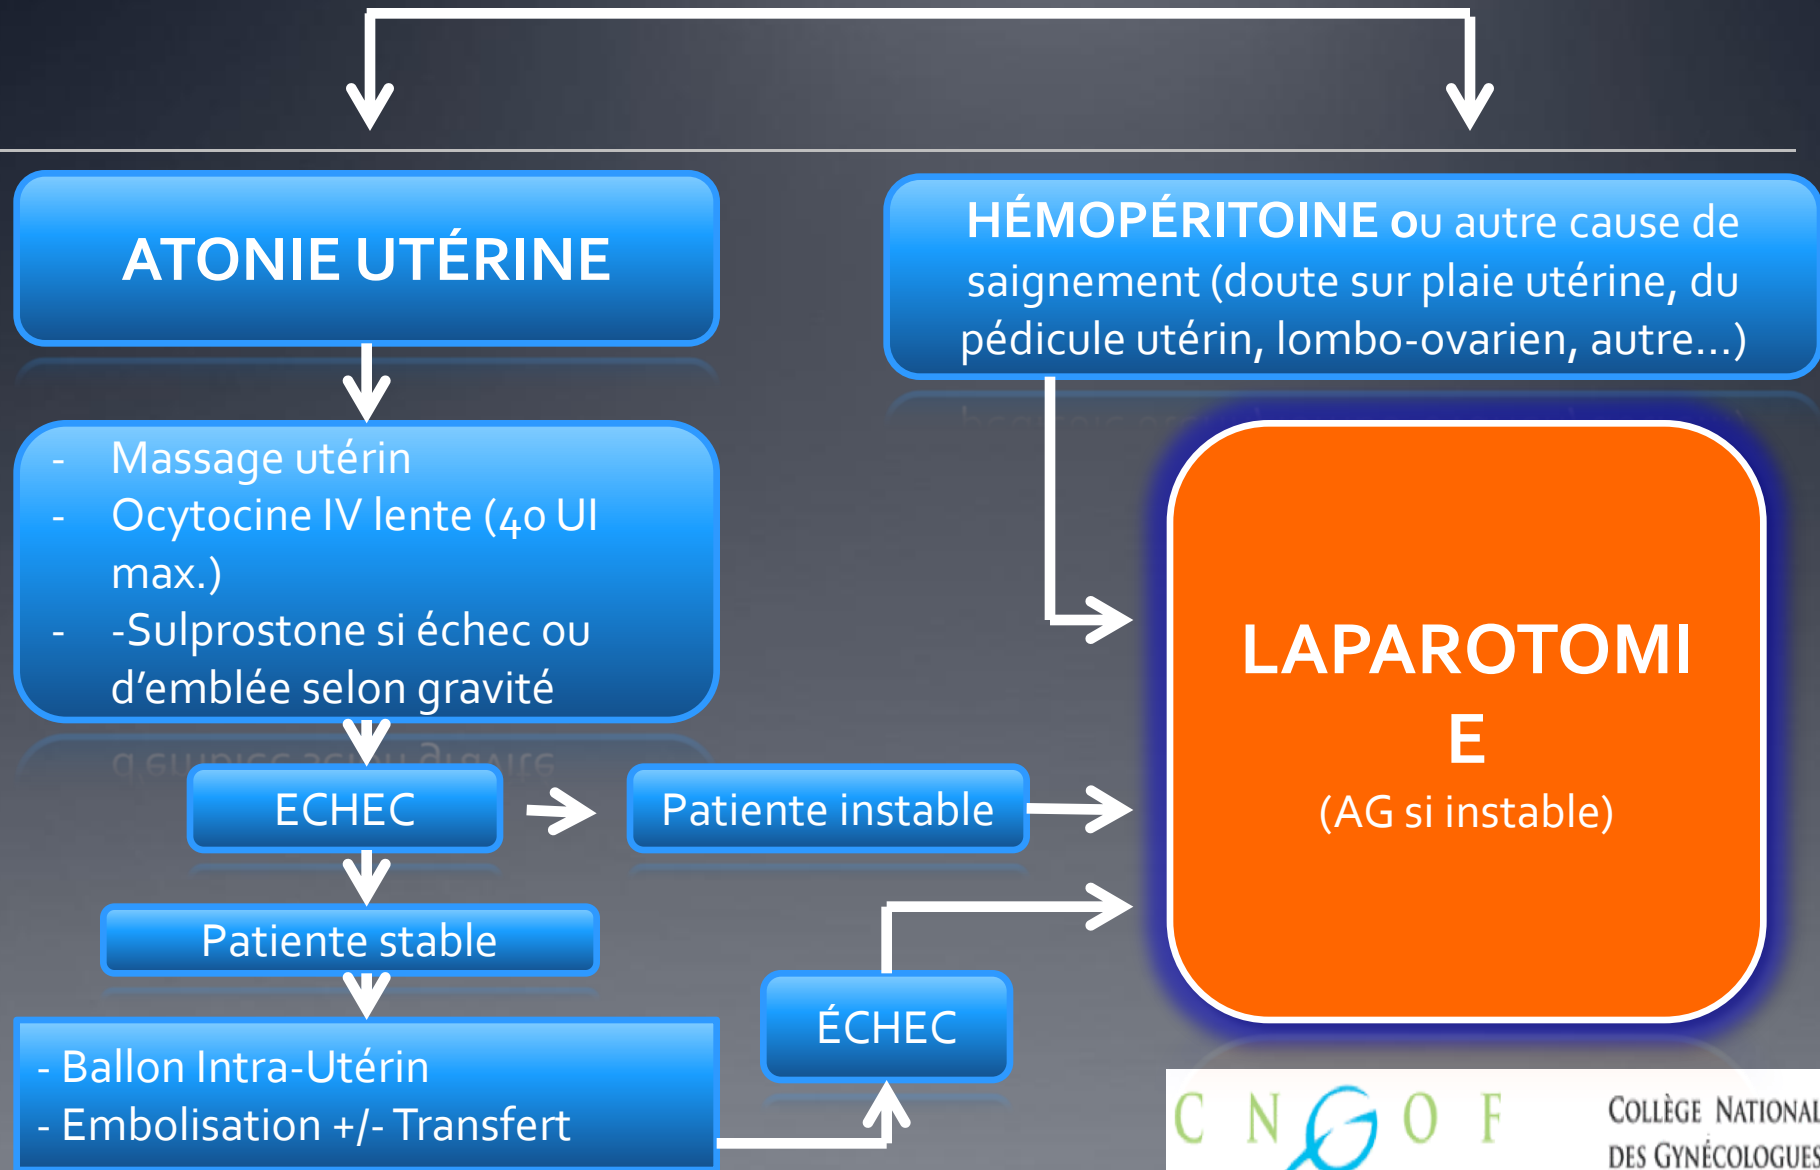 ATONIE UTÉRINE
HÉMOPÉRITOINE ou autre cause de
saignement (doute sur plaie utérine, du
pédicule utérin, lombo-ovarien, autre...)
- Massage utérin
- Ocytocine IV lente (40 UI
max.)
- -Sulprostone si échec ou
d'emblée selon gravité
ECHEC
Patiente instable
LAPAROTOMI
E
(AG si instable)
Patiente stable
ÉCHEC
- Ballon Intra-Utérin
- Embolisation +/- Transfert
C N G O F
COLLÈGE NATIONAL
DES GYNÉCOLOGUES